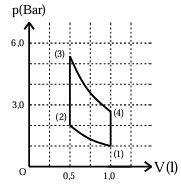 p(Bar)
6,0
(3)
3,0
(4)
(2)
(1)
O
V(l)
0,5
1,0